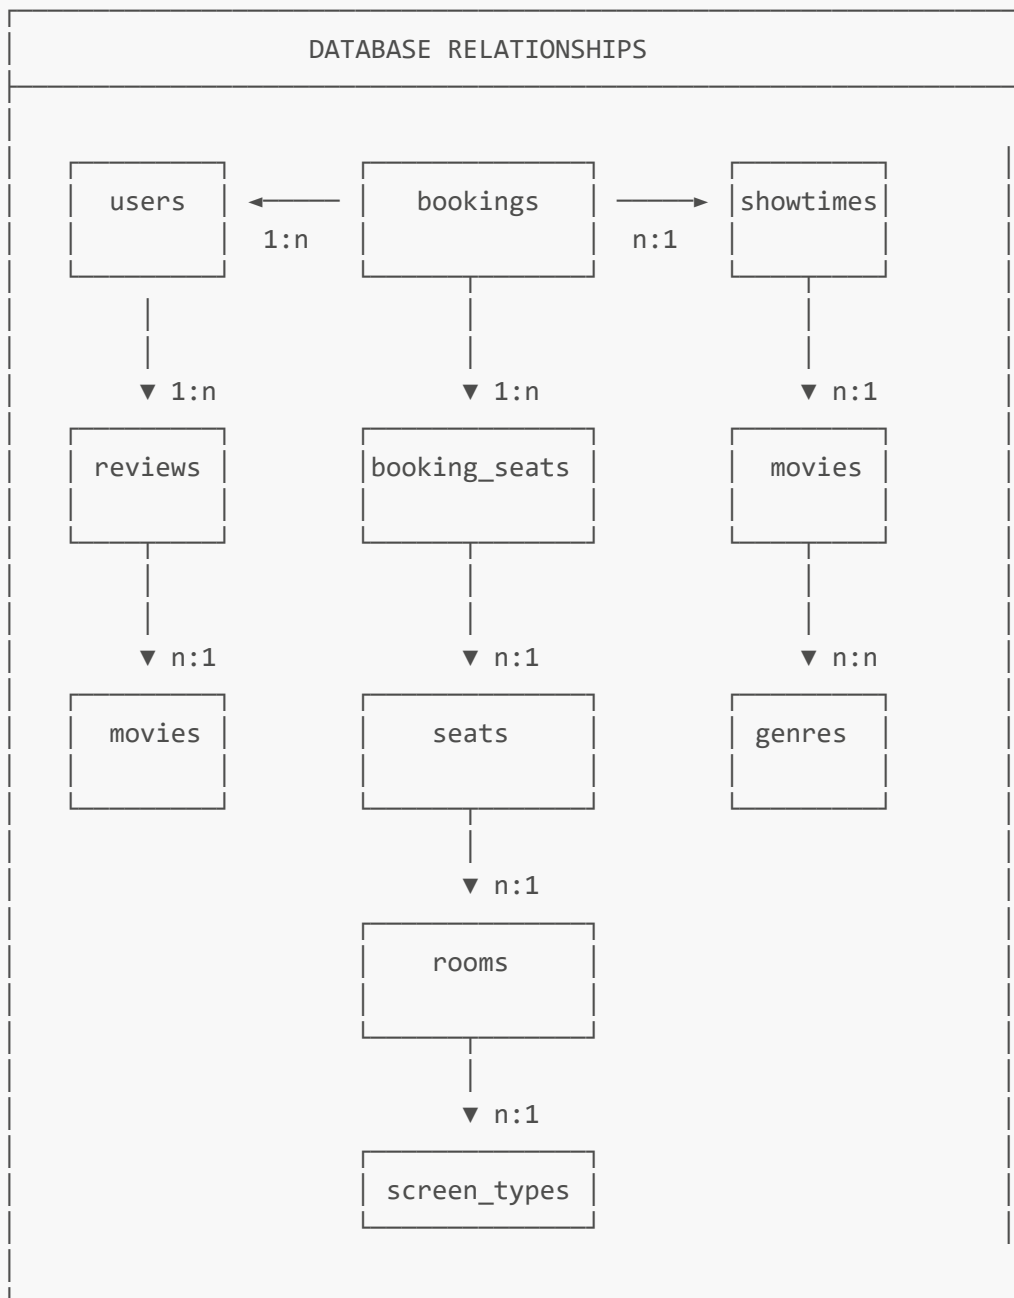 DATABASE RELATIONSHIPS
users bookings showtimes
1:n n:1
1:n 1:n n:1
reviews booking_seats movies
n:1 n:1 n:n
movies seats genres
n:1
rooms
n:1
screen_types